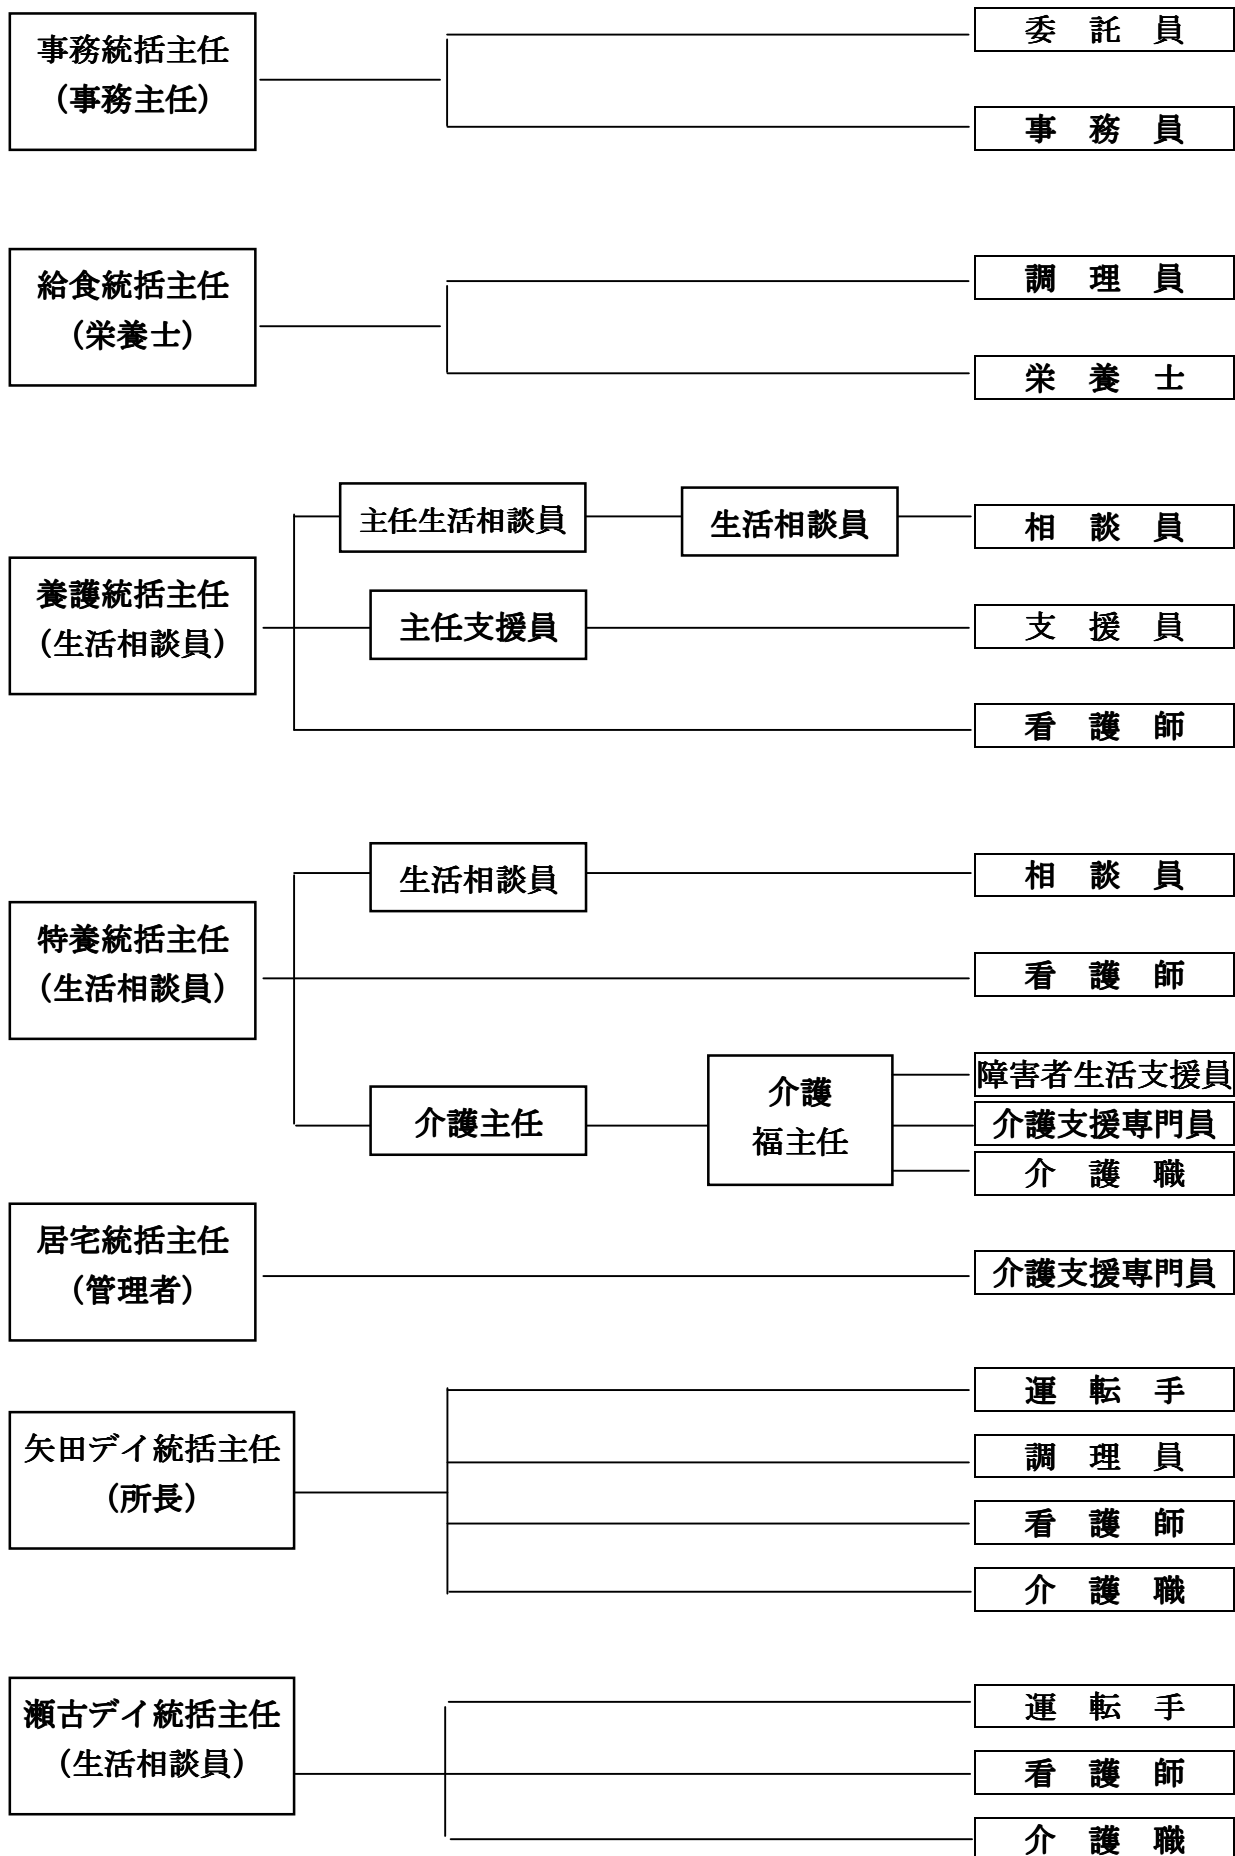 事務統括主任
（事務主任）
委　託　員
事　務　員
給食統括主任
（栄養士）
調　理　員
栄　養　士
養護統括主任
（生活相談員）
主任生活相談員
生活相談員
相　談　員
主任支援員
支　援　員
看　護　師
特養統括主任
（生活相談員）
生活相談員
相　談　員
看　護　師
介護主任
介護
福主任
障害者生活支援員
介護支援専門員
介　護　職
居宅統括主任
（管理者）
介護支援専門員
矢田デイ統括主任
（所長）
運　転　手
調　理　員
看　護　師
介　護　職
瀬古デイ統括主任
（生活相談員）
運　転　手
看　護　師
介　護　職